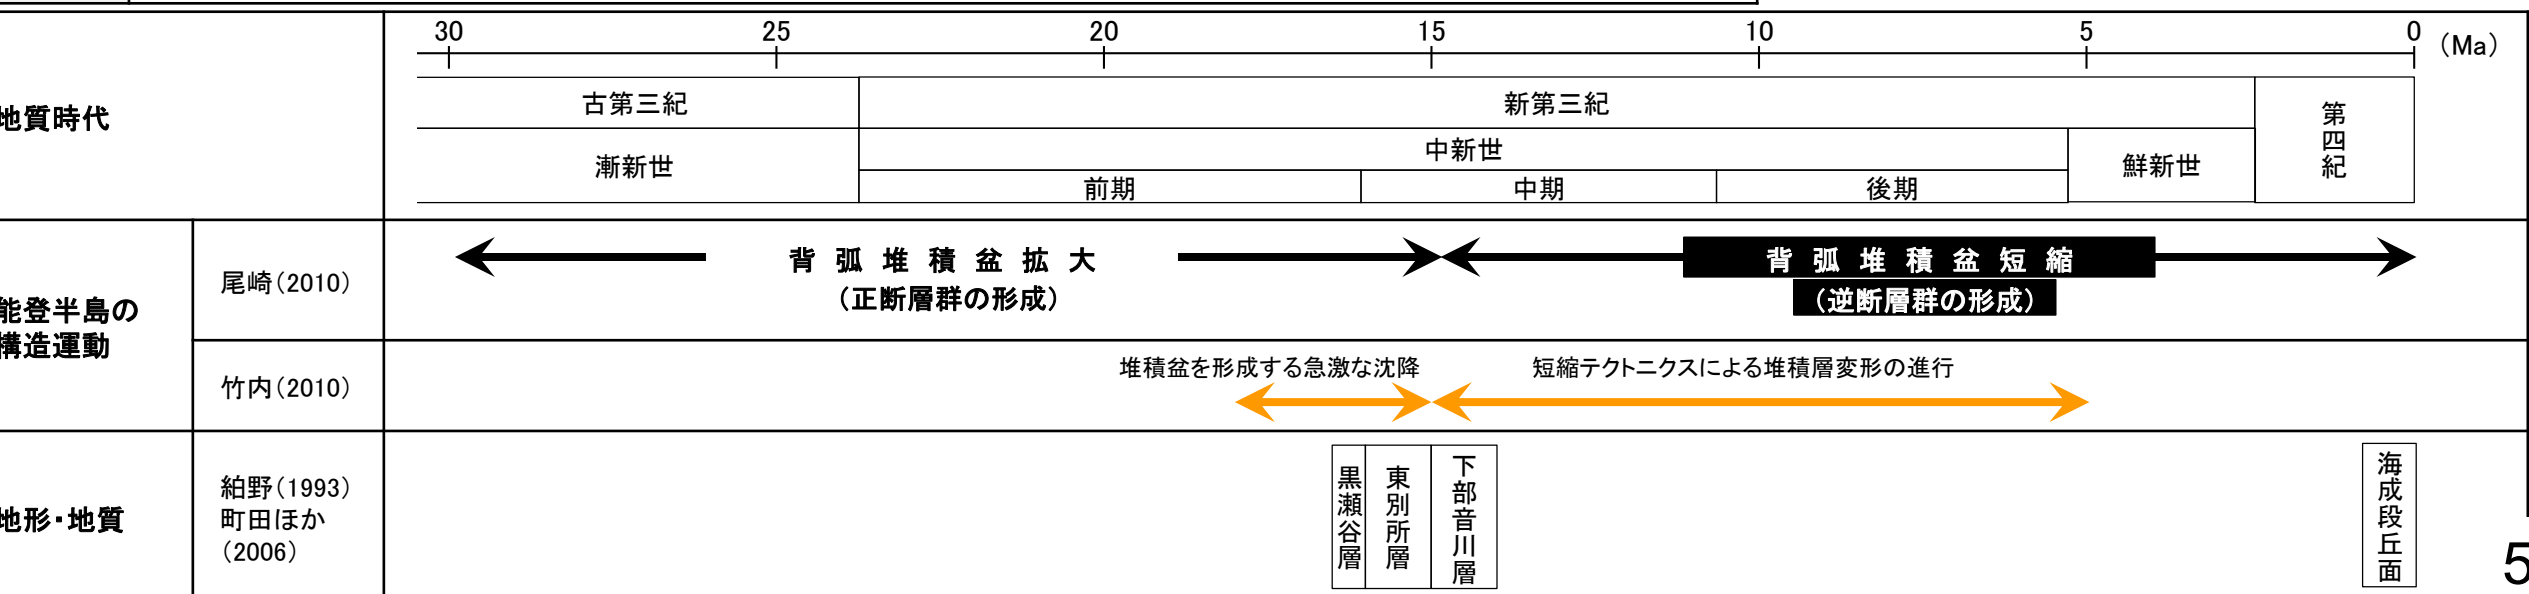 30 25 20 15 10 5 0 （Ma）
地質時代
古第三紀 新第三紀 第四紀
漸新世 中新世 鮮新世
前期 中期 後期
能登半島の
構造運動
尾崎（2010）
背弧堆積盆拡大
（正断層群の形成）
背弧堆積盆短縮
（逆断層群の形成）
竹内（2010）
堆積盆を形成する急激な沈降 短縮テクトニクスによる堆積層変形の進行
地形・地質
紺野（1993）
町田ほか
（2006）
黒瀬谷層
東別所層
下部音川層
海成段丘面
5